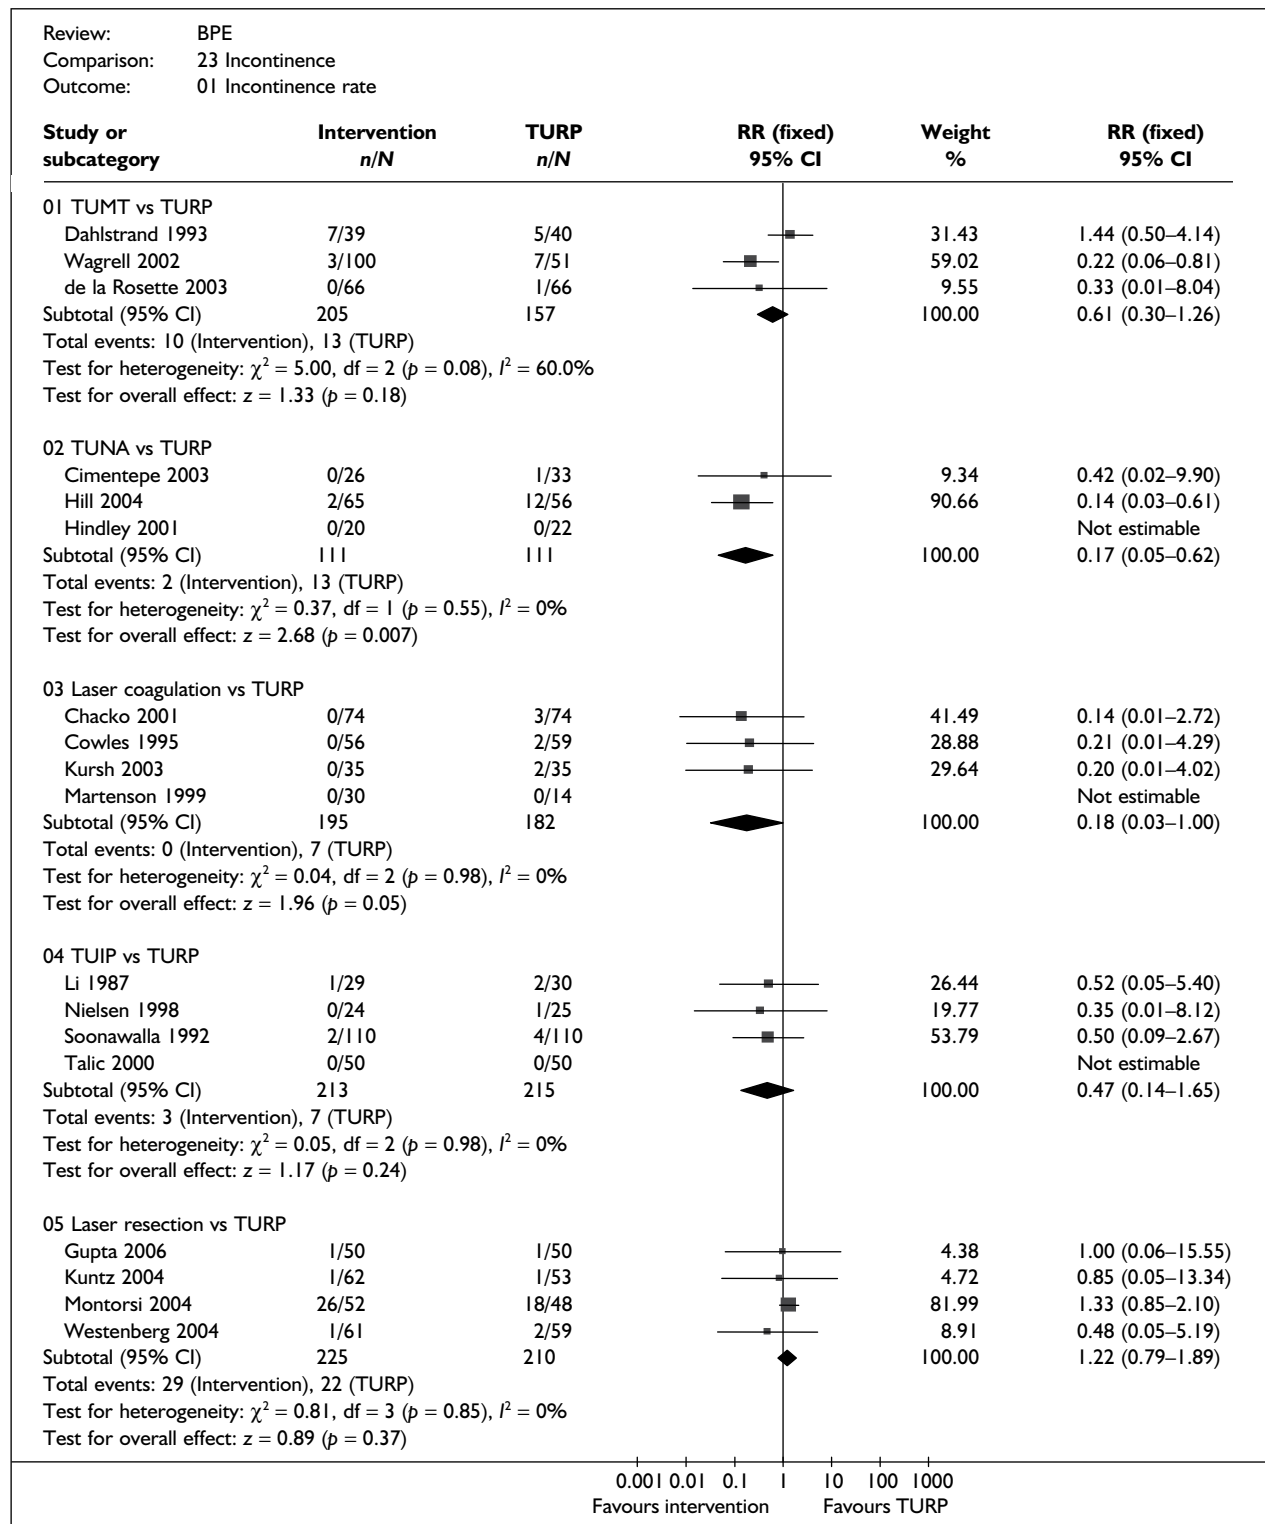 Review: BPE
Comparison: 23 Incontinence
Outcome: 01 Incontinence rate
Study or Intervention TURP RR (fixed) Weight RR (fixed)
subcategory n/N n/N 95% CI % 95% CI
01 TUMT vs TURP
Dahlstrand 1993 7/39 5/40 31.43 1.44 (0.50–4.14)
Wagrell 2002 3/100 7/51 59.02 0.22 (0.06–0.81)
de la Rosette 2003 0/66 1/66 9.55 0.33 (0.01–8.04)
Subtotal (95% CI) 205 157 100.00 0.61 (0.30–1.26)
Total events: 10 (Intervention), 13 (TURP)
Test for heterogeneity: χ² = 5.00, df = 2 (p = 0.08), I² = 60.0%
Test for overall effect: z = 1.33 (p = 0.18)
02 TUNA vs TURP
Cimentepe 2003 0/26 1/33 9.34 0.42 (0.02–9.90)
Hill 2004 2/65 12/56 90.66 0.14 (0.03–0.61)
Hindley 2001 0/20 0/22 Not estimable
Subtotal (95% CI) 111 111 100.00 0.17 (0.05–0.62)
Total events: 2 (Intervention), 13 (TURP)
Test for heterogeneity: χ² = 0.37, df = 1 (p = 0.55), I² = 0%
Test for overall effect: z = 2.68 (p = 0.007)
03 Laser coagulation vs TURP
Chacko 2001 0/74 3/74 41.49 0.14 (0.01–2.72)
Cowles 1995 0/56 2/59 28.88 0.21 (0.01–4.29)
Kursh 2003 0/35 2/35 29.64 0.20 (0.01–4.02)
Martenson 1999 0/30 0/14 Not estimable
Subtotal (95% CI) 195 182 100.00 0.18 (0.03–1.00)
Total events: 0 (Intervention), 7 (TURP)
Test for heterogeneity: χ² = 0.04, df = 2 (p = 0.98), I² = 0%
Test for overall effect: z = 1.96 (p = 0.05)
04 TUIP vs TURP
Li 1987 1/29 2/30 26.44 0.52 (0.05–5.40)
Nielsen 1998 0/24 1/25 19.77 0.35 (0.01–8.12)
Soonawalla 1992 2/110 4/110 53.79 0.50 (0.09–2.67)
Talic 2000 0/50 0/50 Not estimable
Subtotal (95% CI) 213 215 100.00 0.47 (0.14–1.65)
Total events: 3 (Intervention), 7 (TURP)
Test for heterogeneity: χ² = 0.05, df = 2 (p = 0.98), I² = 0%
Test for overall effect: z = 1.17 (p = 0.24)
05 Laser resection vs TURP
Gupta 2006 1/50 1/50 4.38 1.00 (0.06–15.55)
Kuntz 2004 1/62 1/53 4.72 0.85 (0.05–13.34)
Montorsi 2004 26/52 18/48 81.99 1.33 (0.85–2.10)
Westenberg 2004 1/61 2/59 8.91 0.48 (0.05–5.19)
Subtotal (95% CI) 225 210 100.00 1.22 (0.79–1.89)
Total events: 29 (Intervention), 22 (TURP)
Test for heterogeneity: χ² = 0.81, df = 3 (p = 0.85), I² = 0%
Test for overall effect: z = 0.89 (p = 0.37)
0.001 0.01 0.1 1 10 100 1000
Favours intervention Favours TURP